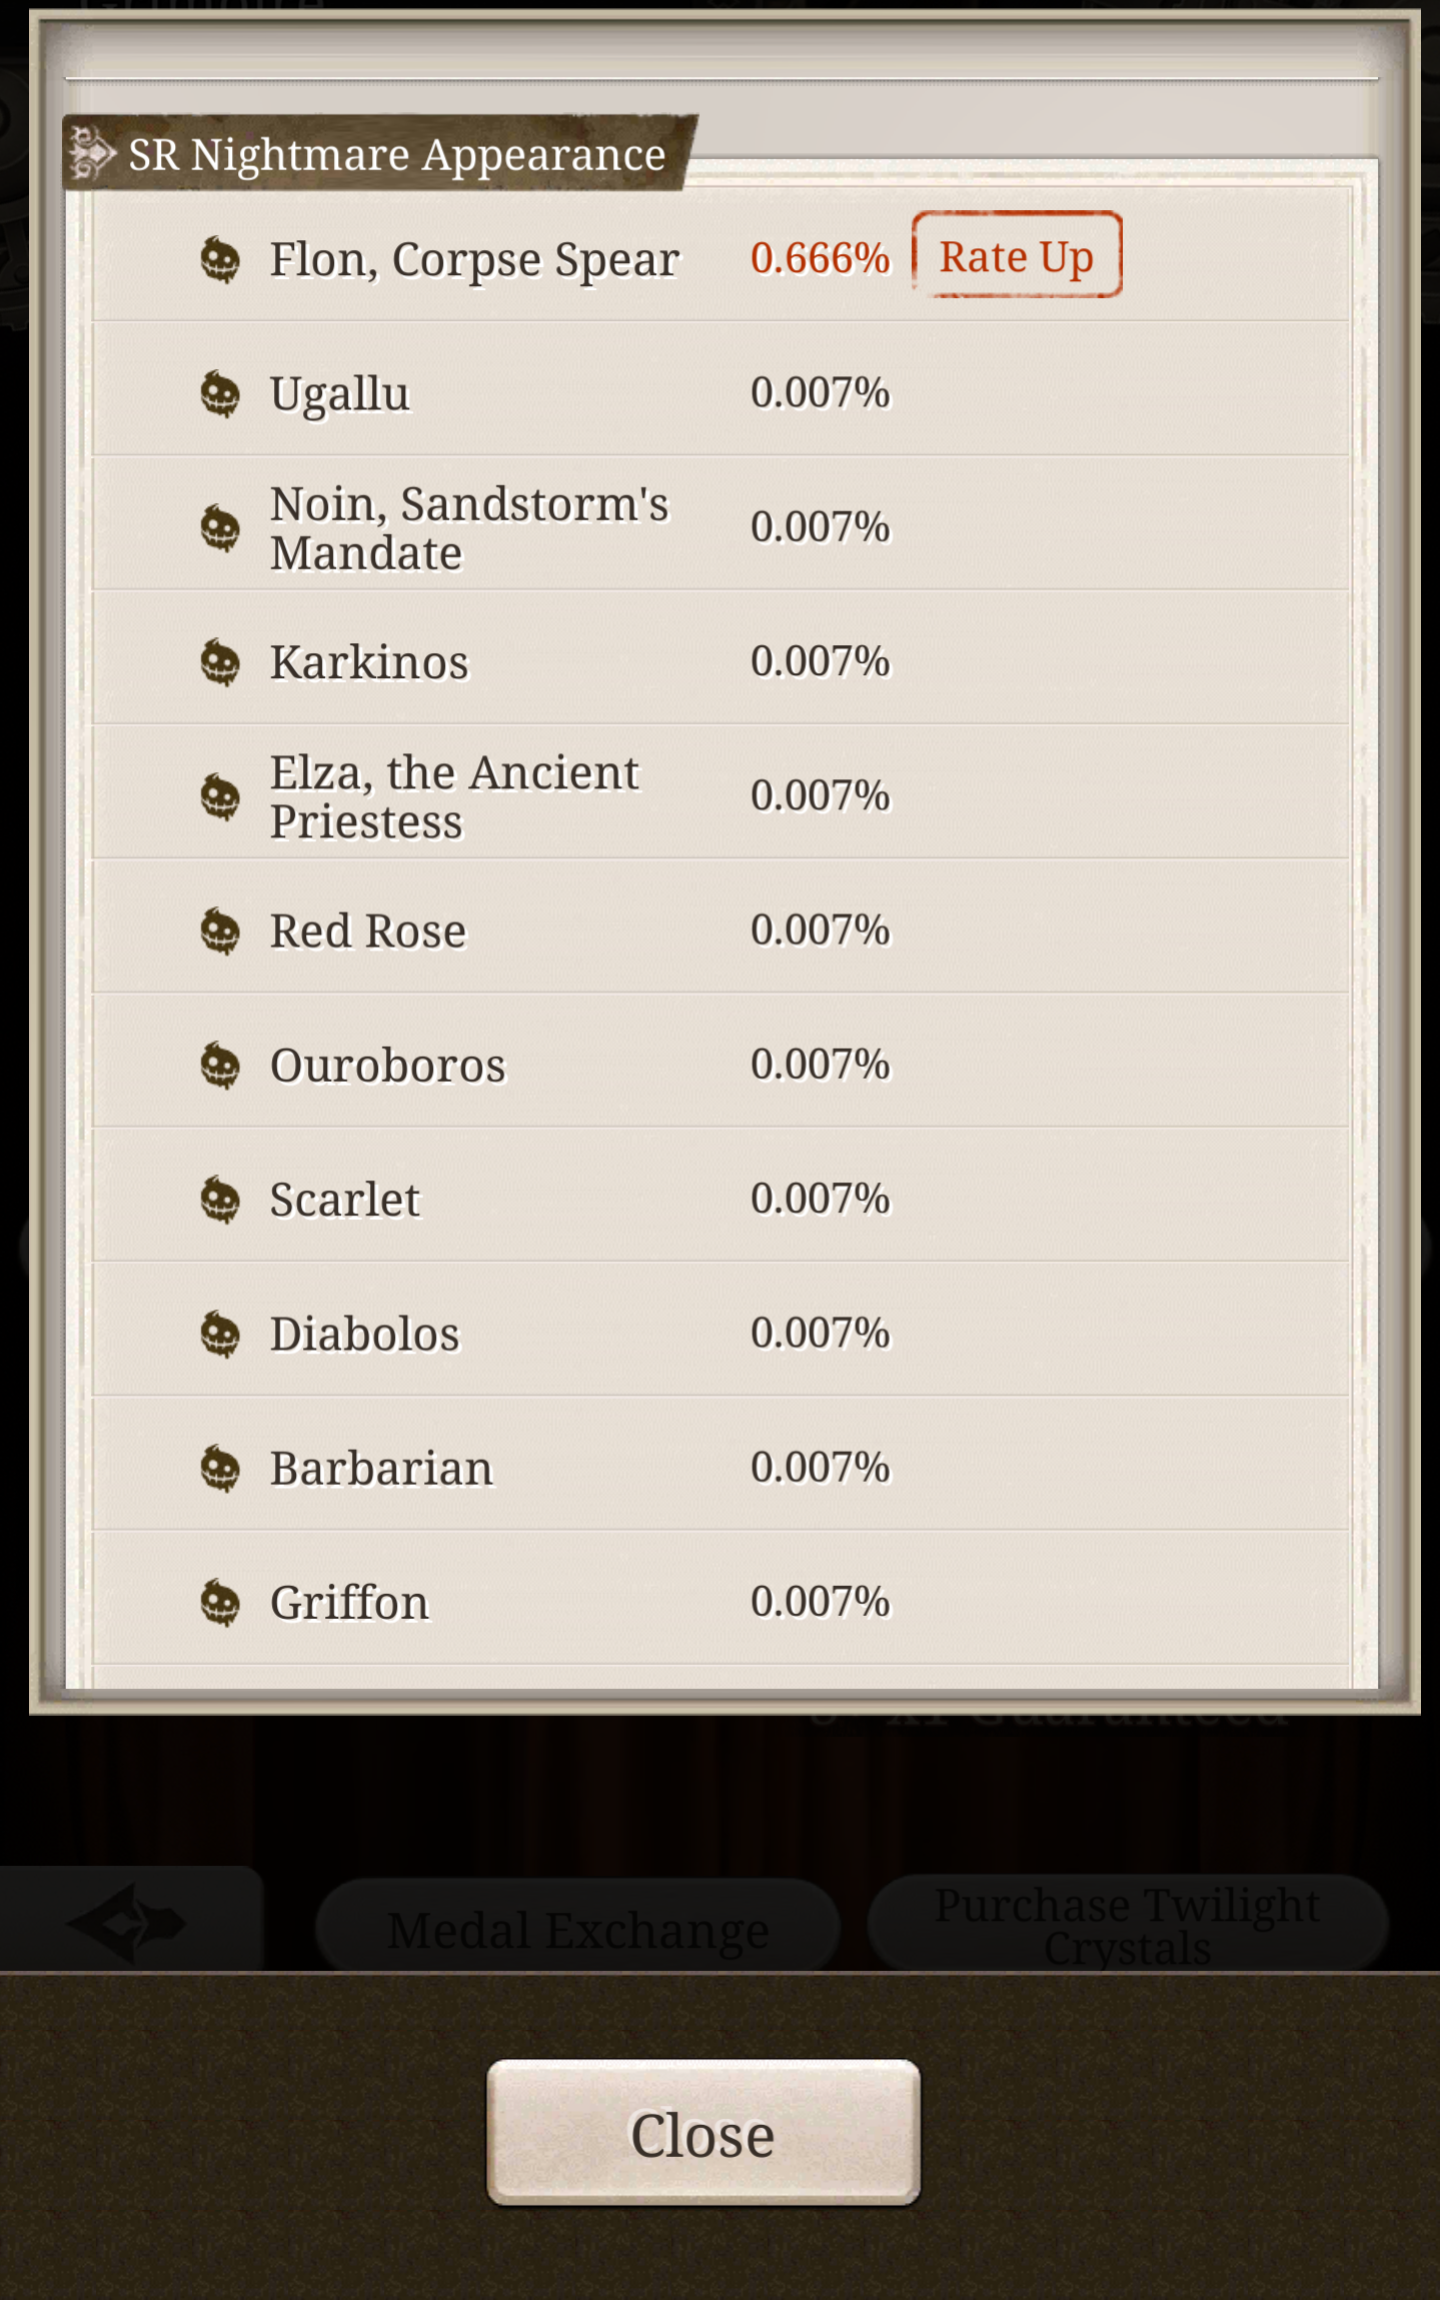 SR Nightmare Appearance
Flon, Corpse Spear 0.666% Rate Up
Ugallu 0.007%
Noin, Sandstorm's
Mandate 0.007%
Karkinos 0.007%
Elza, the Ancient
Priestess 0.007%
Red Rose 0.007%
Ouroboros 0.007%
Scarlet 0.007%
Diabolos 0.007%
Barbarian 0.007%
Griffon 0.007%
Guaranteed
Medal Exchange
Purchase Twilight
Crystals
Close